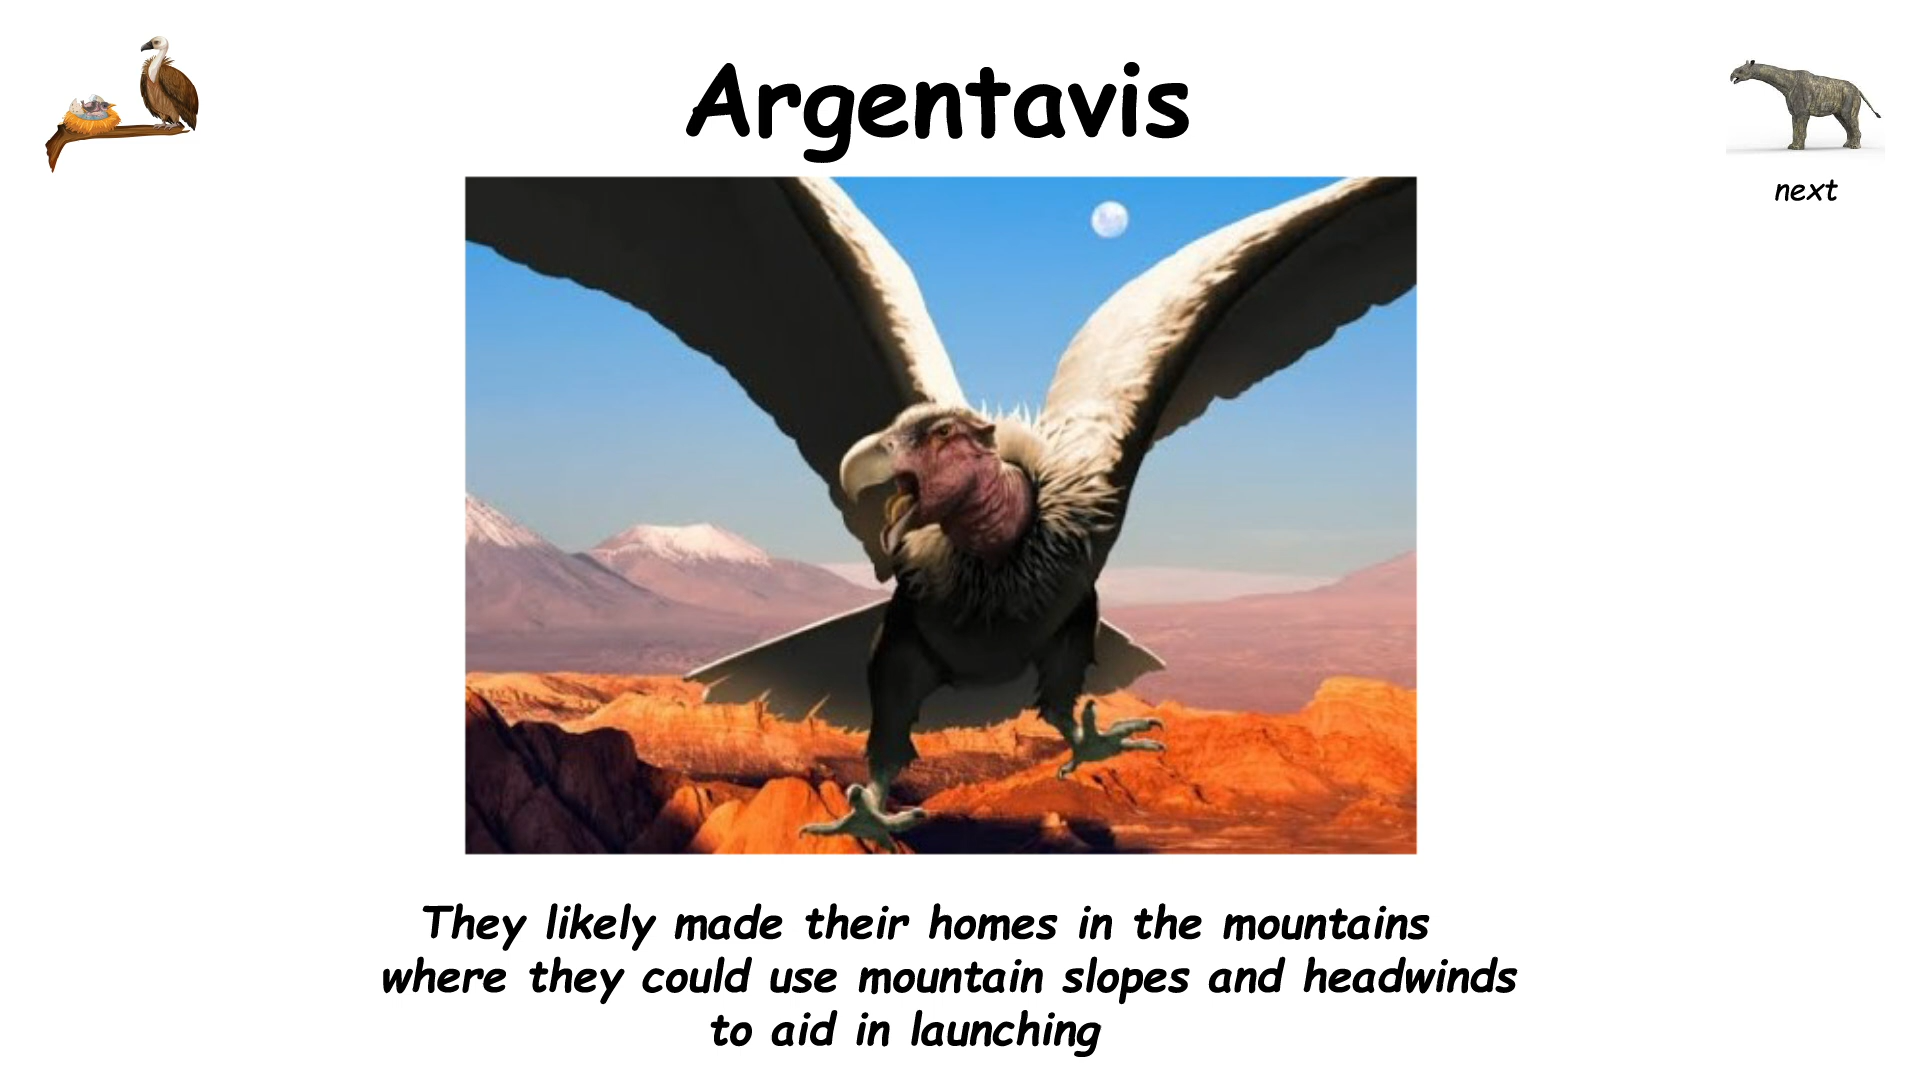 Argentavis
next
They likely made their homes in the mountains
where they could use mountain slopes and headwinds
to aid in launching